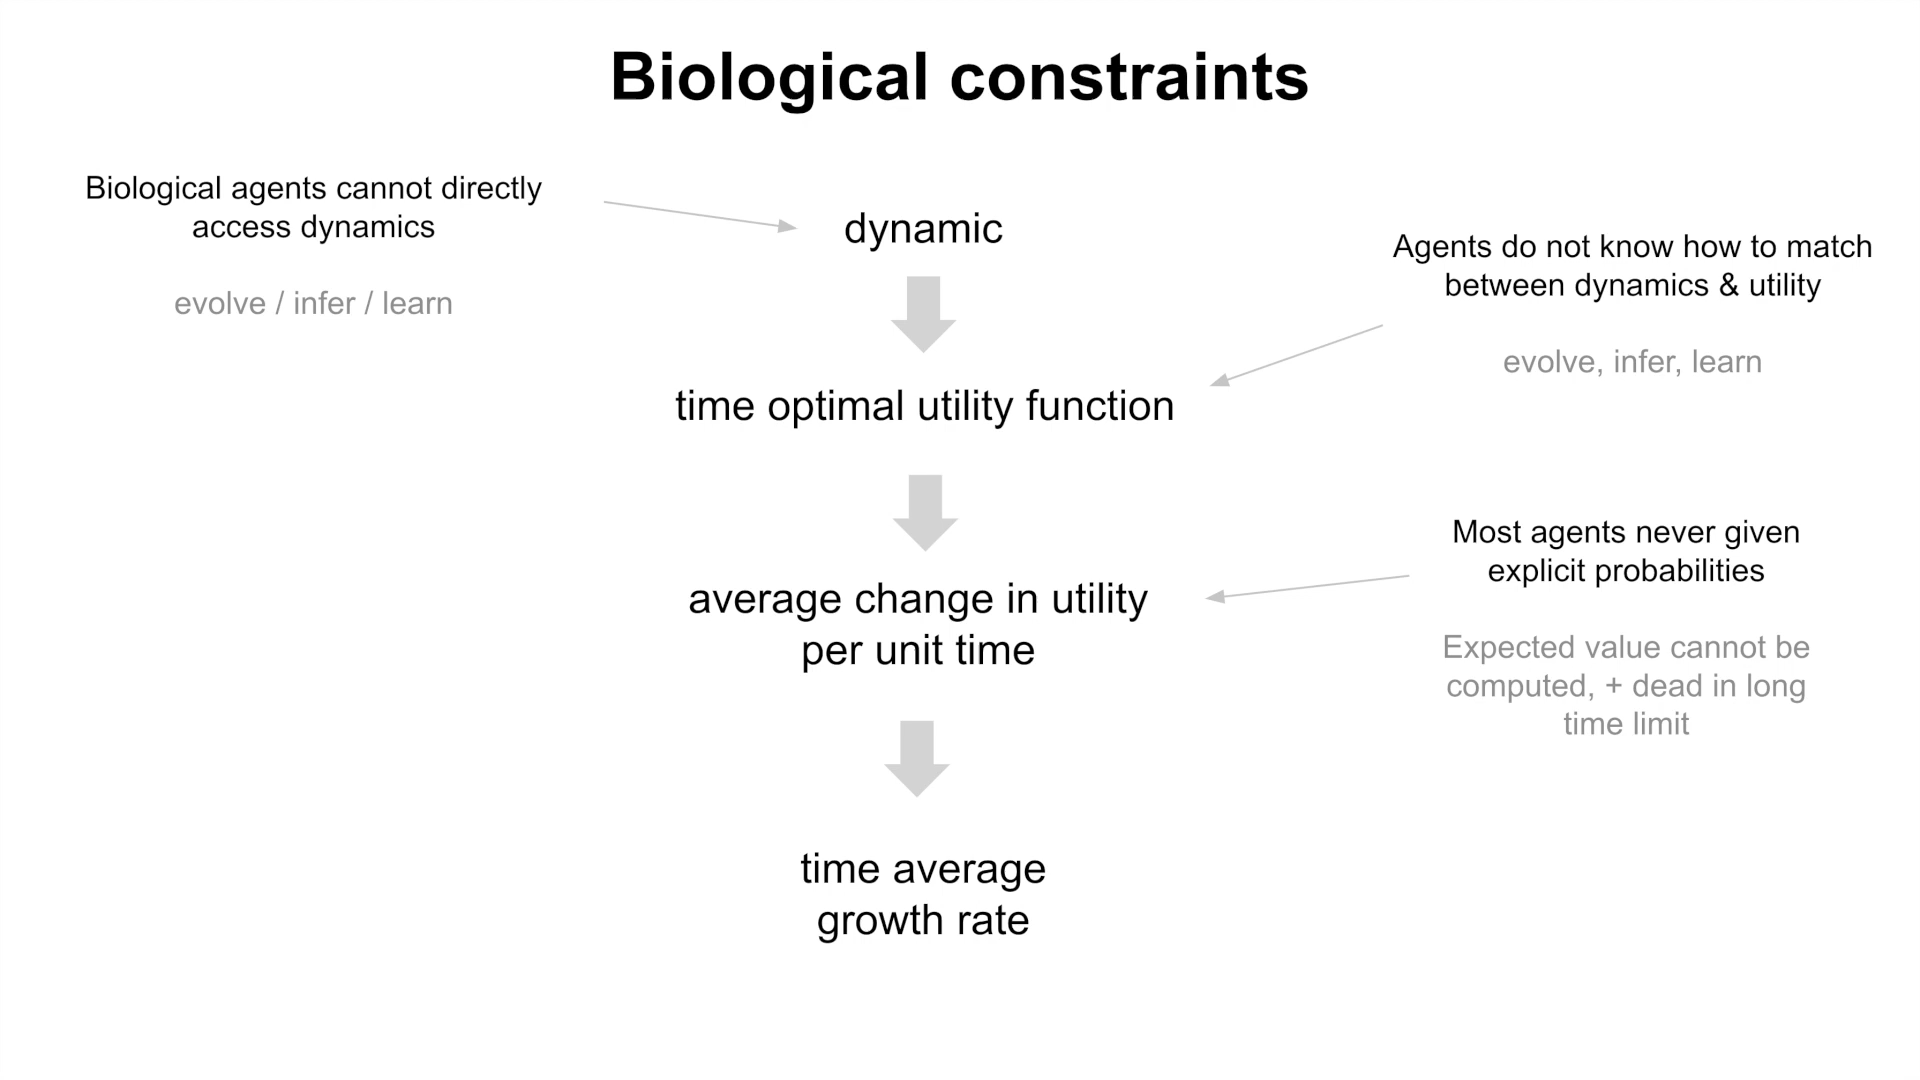 Biological constraints
Biological agents cannot directly
access dynamics
evolve / infer / learn
dynamic
Agents do not know how to match
between dynamics & utility
evolve, infer, learn
time optimal utility function
Most agents never given
explicit probabilities
Expected value cannot be
computed, + dead in long
time limit
average change in utility
per unit time
time average
growth rate